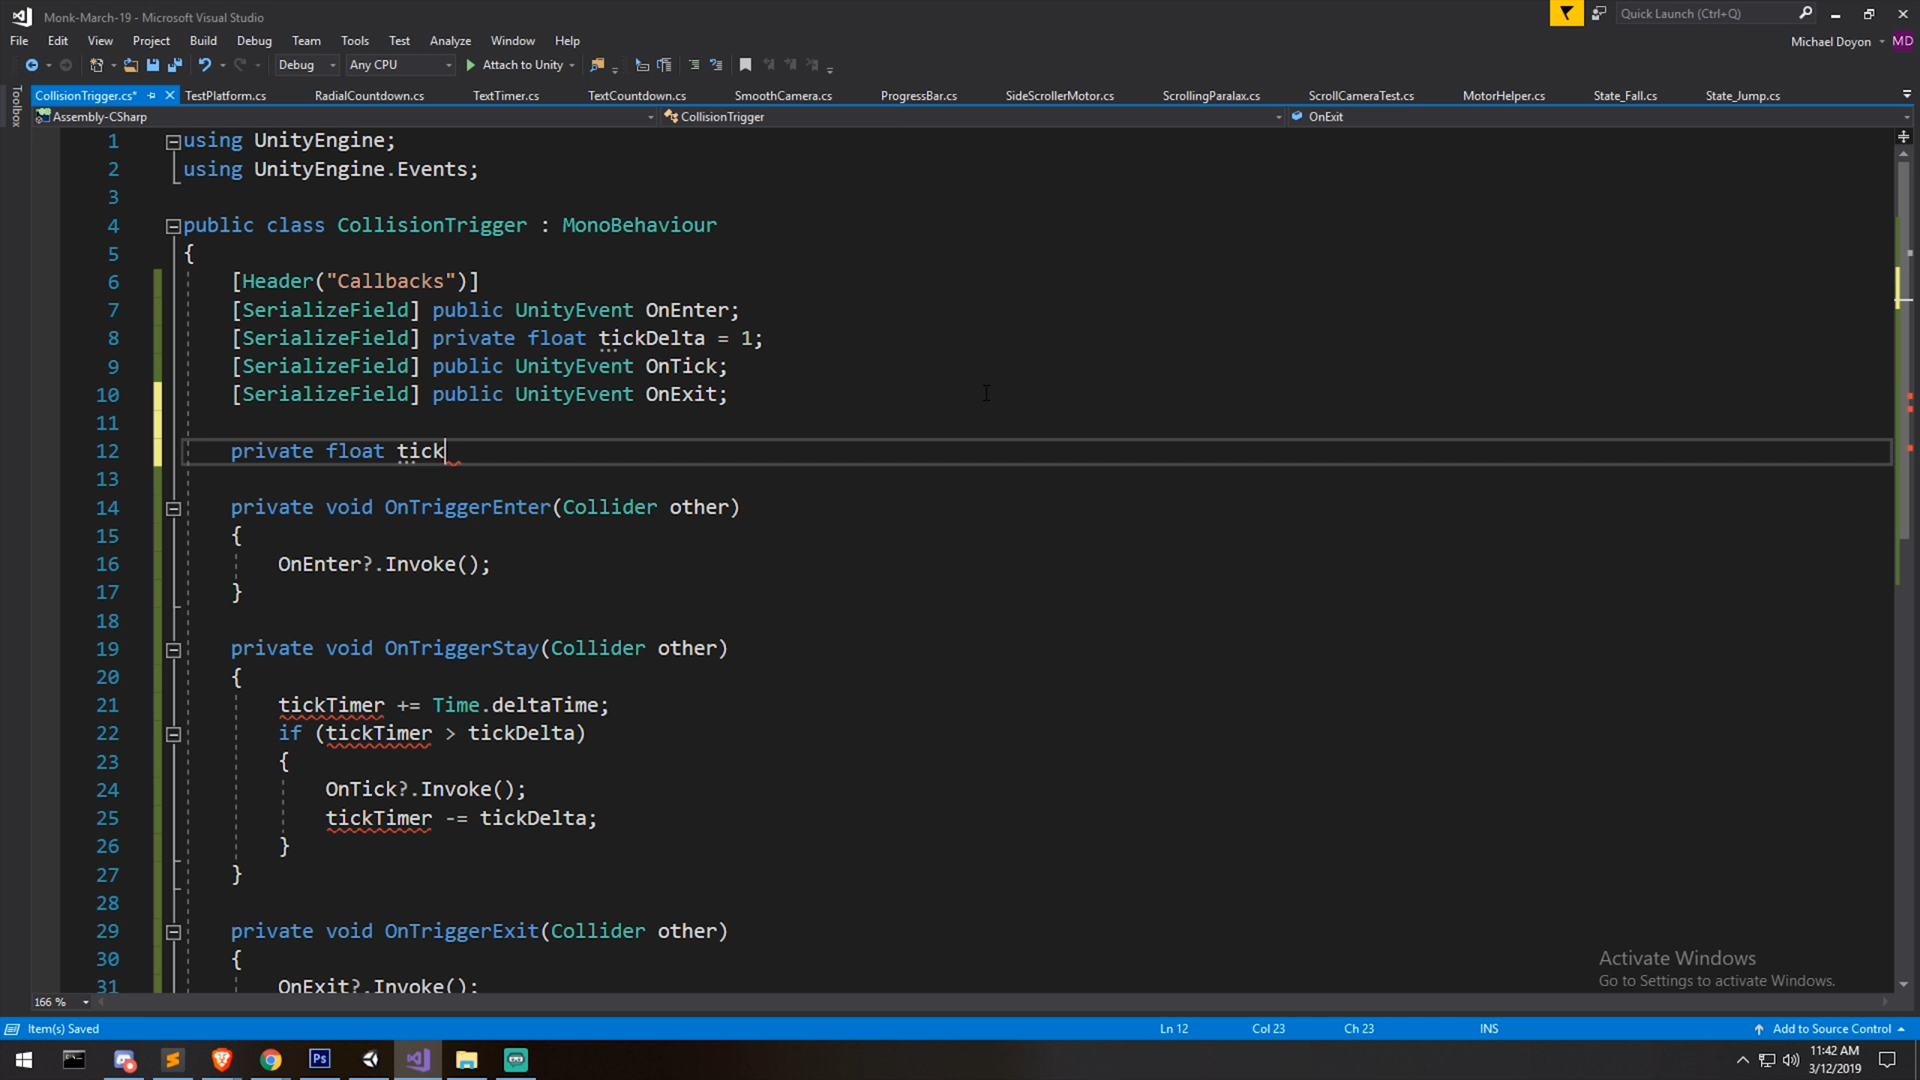 Monk-March-19 - Microsoft Visual Studio
Quick Launch (Ctrl+Q)
File Edit View Project Build Debug Team Tools Test Analyze Window Help
Michael Doyon MD
Debug Any CPU Attach to Unity
Toolbox
CollisionTrigger.cs* TestPlatform.cs RadialCountdown.cs TextTimer.cs TextCountdown.cs SmoothCamera.cs ProgressBar.cs SideScrollerMotor.cs ScrollingParalax.cs ScrollCameraTest.cs MotorHelper.cs State_Fall.cs State_Jump.cs
Assembly-CSharp CollisionTrigger OnExit
1 using UnityEngine;
2 using UnityEngine.Events;
3
4 public class CollisionTrigger : MonoBehaviour
5 {
6 [Header("Callbacks")]
7 [SerializeField] public UnityEvent OnEnter;
8 [SerializeField] private float tickDelta = 1;
9 [SerializeField] public UnityEvent OnTick;
10 [SerializeField] public UnityEvent OnExit;
11
12 private float tick
13
14 private void OnTriggerEnter(Collider other)
15 {
16 OnEnter?.Invoke();
17 }
18
19 private void OnTriggerStay(Collider other)
20 {
21 tickTimer += Time.deltaTime;
22 if (tickTimer > tickDelta)
23 {
24 OnTick?.Invoke();
25 tickTimer -= tickDelta;
26 }
27 }
28
29 private void OnTriggerExit(Collider other)
30 {
31 OnExit?.Invoke();
Activate Windows
Go to Settings to activate Windows.
166 %
Item(s) Saved Ln 12 Col 23 Ch 23 INS Add to Source Control
Ps
11:42 AM
3/12/2019